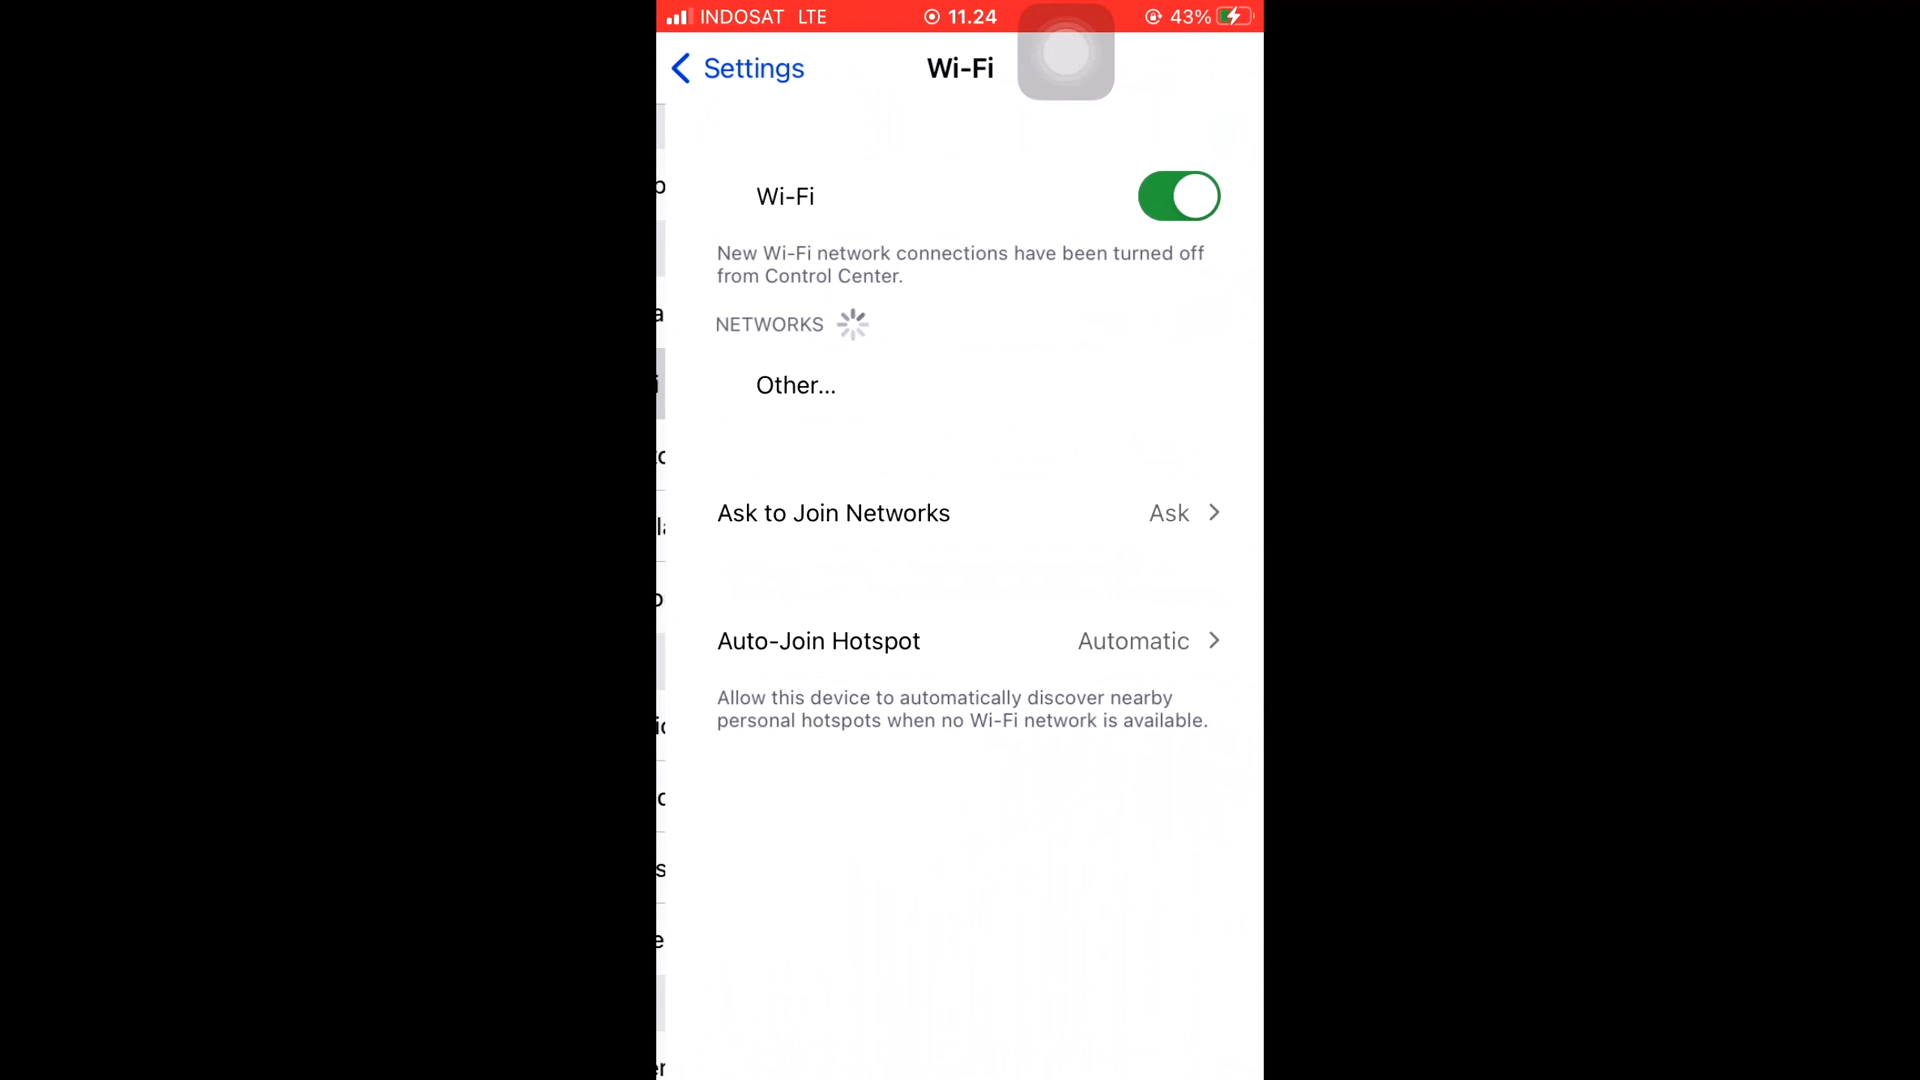 INDOSAT LTE 11.24 43%
Settings Wi-Fi
Wi-Fi
New Wi-Fi network connections have been turned off
from Control Center.
NETWORKS
Other...
Ask to Join Networks Ask
Auto-Join Hotspot Automatic
Allow this device to automatically discover nearby
personal hotspots when no Wi-Fi network is available.